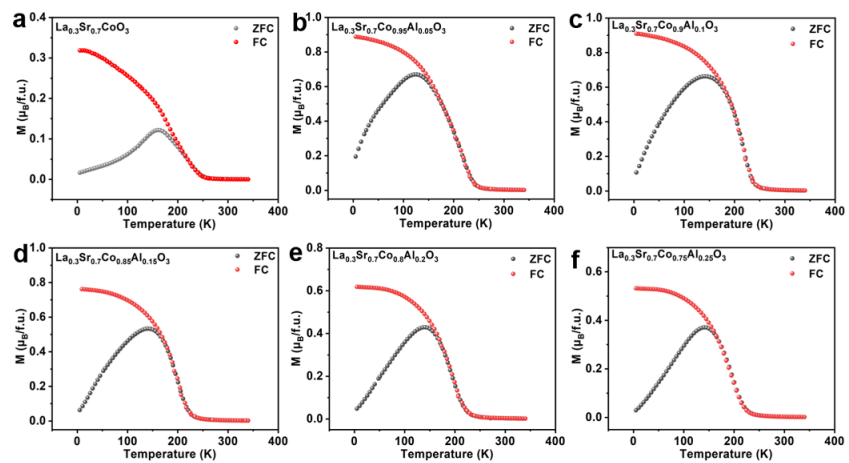 a
La0.3Sr0.7CoO3
ZFC
FC
M (μB/f.u.)
0.3
0.2
0.1
0.0
0 100 200 300 400
Temperature (K)
b
La0.3Sr0.7Co0.95Al0.05O3
ZFC
FC
M (μB/f.u.)
1.0
0.8
0.6
0.4
0.2
0.0
0 100 200 300 400
Temperature (K)
c
La0.3Sr0.7Co0.9Al0.1O3
ZFC
FC
M (μB/f.u.)
1.0
0.8
0.6
0.4
0.2
0.0
0 100 200 300 400
Temperature (K)
d
La0.3Sr0.7Co0.85Al0.15O3
ZFC
FC
M (μB/f.u.)
1.0
0.8
0.6
0.4
0.2
0.0
0 100 200 300 400
Temperature (K)
e
La0.3Sr0.7Co0.8Al0.2O3
ZFC
FC
M (μB/f.u.)
0.8
0.6
0.4
0.2
0.0
0 100 200 300 400
Temperature (K)
f
La0.3Sr0.7Co0.75Al0.25O3
ZFC
FC
M (μB/f.u.)
0.6
0.4
0.2
0.0
0 100 200 300 400
Temperature (K)